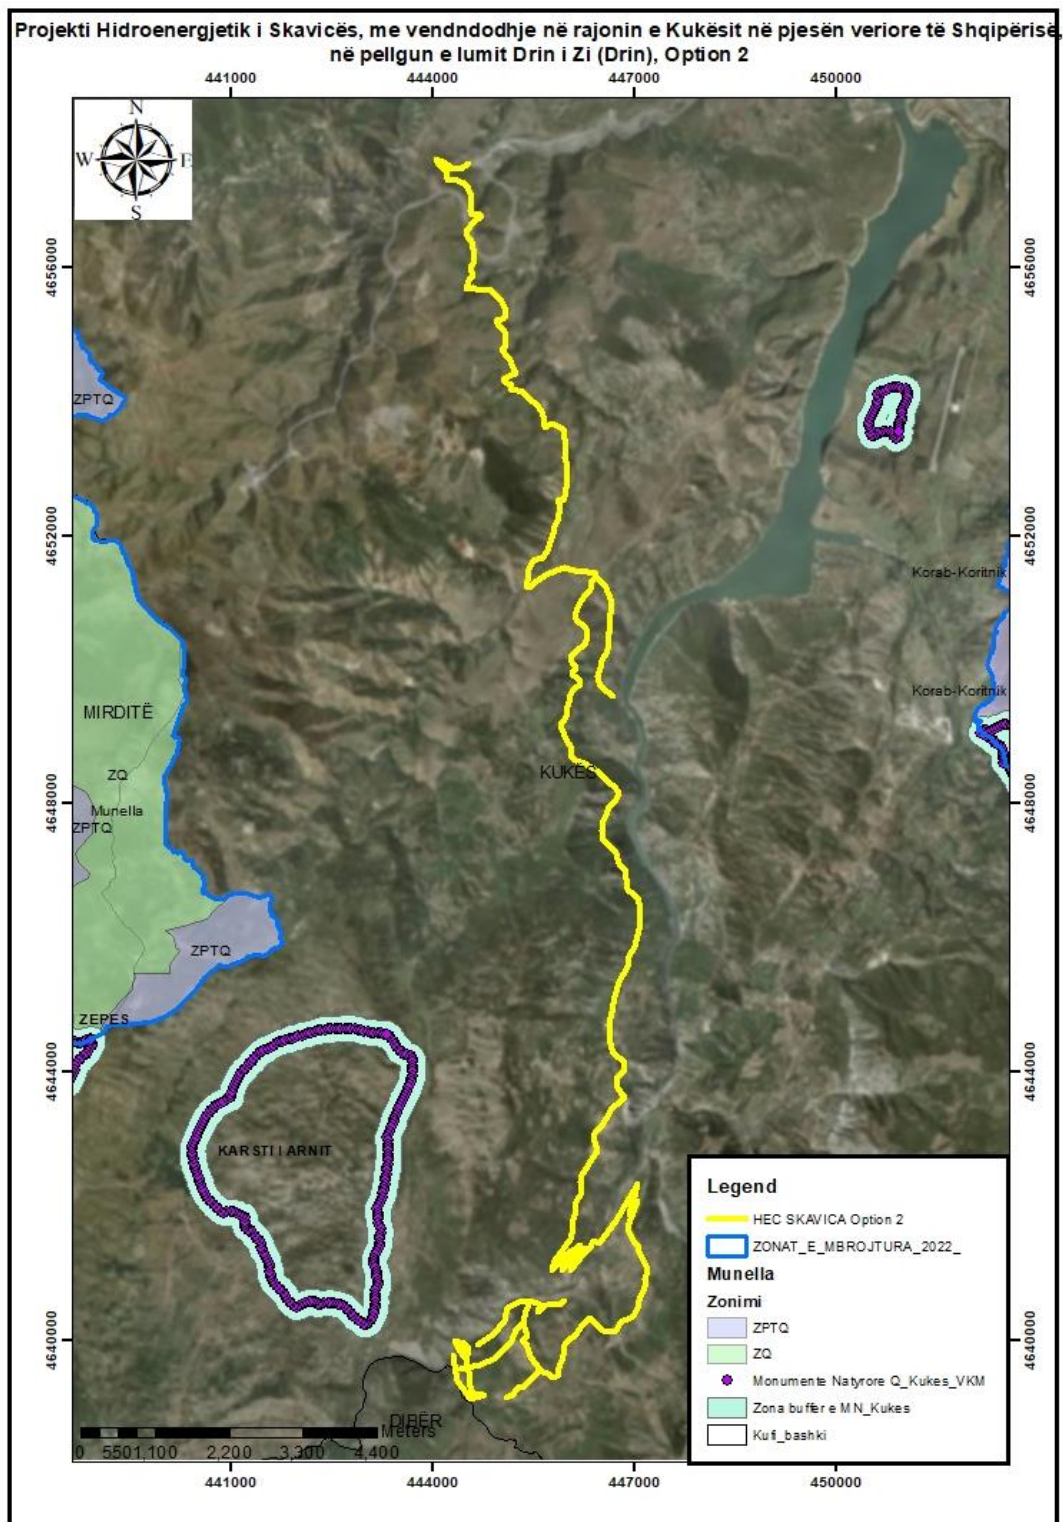 Projekti Hidroenergjetik i Skavicës, me vendndodhje në rajonin e Kukësit në pjesën veriore të Shqipërisë,
në pellgun e lumit Drin i Zi (Drin), Option 2
441000 444000 447000 450000
N
W E
S
4656000 4656000
ZPTQ
4652000 4652000
Korab-Koritnik
Korab-Koritnik
MIRDITË
ZQ
KUKËS
4648000 4648000
Munella
ZPTQ
ZPTQ
ZEPES
4644000 4644000
KARSTI I ARNIT
Legend
HEC SKAVICA Option 2
ZONAT_E_MBROJTURA_2022_
Munella
Zonimi
ZPTQ
ZQ
Monumente Natyrore Q_Kukes_VKM
Zona buffer e MN_Kukes
Kufi_bashki
4640000 4640000
DIBËR
Meters
0 550 1,100 2,200 3,300 4,400
441000 444000 447000 450000